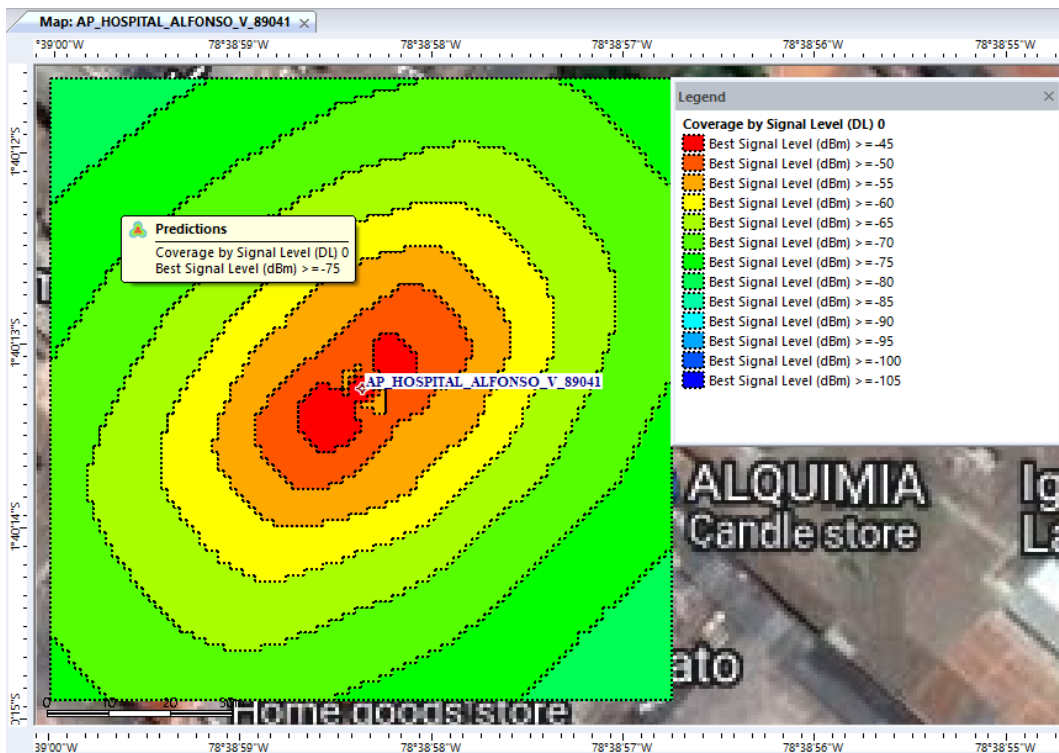 Map: AP_HOSPITAL_ALFONSO_V_89041
°39'00"W 78°38'59"W 78°38'58"W 78°38'57"W 78°38'56"W 78°38'55"W
Legend
Coverage by Signal Level (DL) 0
Best Signal Level (dBm) >=-45
Best Signal Level (dBm) >=-50
Best Signal Level (dBm) >=-55
Best Signal Level (dBm) >=-60
Best Signal Level (dBm) >=-65
Best Signal Level (dBm) >=-70
Best Signal Level (dBm) >=-75
Best Signal Level (dBm) >=-80
Best Signal Level (dBm) >=-85
Best Signal Level (dBm) >=-90
Best Signal Level (dBm) >=-95
Best Signal Level (dBm) >=-100
Best Signal Level (dBm) >=-105
1°40'12"S
Predictions
Coverage by Signal Level (DL) 0
Best Signal Level (dBm) >=-75
1°40'13"S
AP_HOSPITAL_ALFONSO_V_89041
ALQUIMIA
Candle store
Ig
La
1°40'14"S
ato
0'15"S
0 10 20 30
Home goods store
39'00"W 78°38'59"W 78°38'58"W 78°38'57"W 78°38'56"W 78°38'55"W